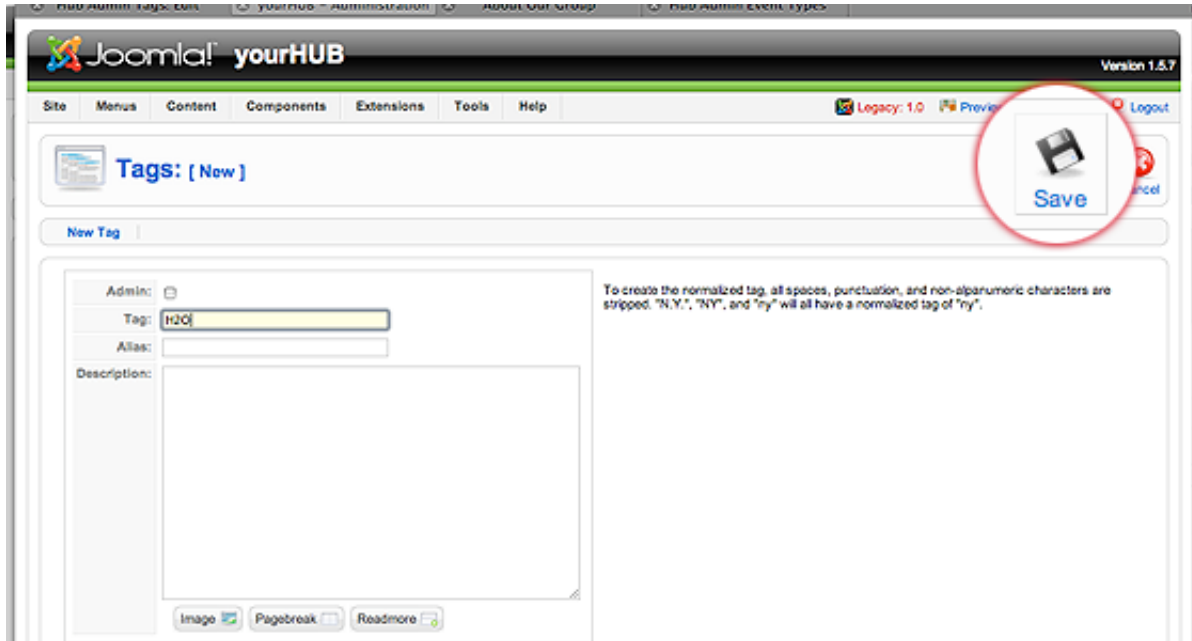 Hub Admin Tags: Edit yourHUB - Administration About Our Group Hub Admin Event Types
Joomla! yourHUB
Version 1.5.7
Site Menus Content Components Extensions Tools Help Legacy: 1.0 Logout
Tags: [ New ]
Save
New Tag
Admin:
To create the normalized tag, all spaces, punctuation, and non-alpanumeric characters are
stripped. "N.Y.", "NY", and "ny" will all have a normalized tag of "ny".
Tag: H2O
Alias:
Description:
Image Pagebreak Readmore